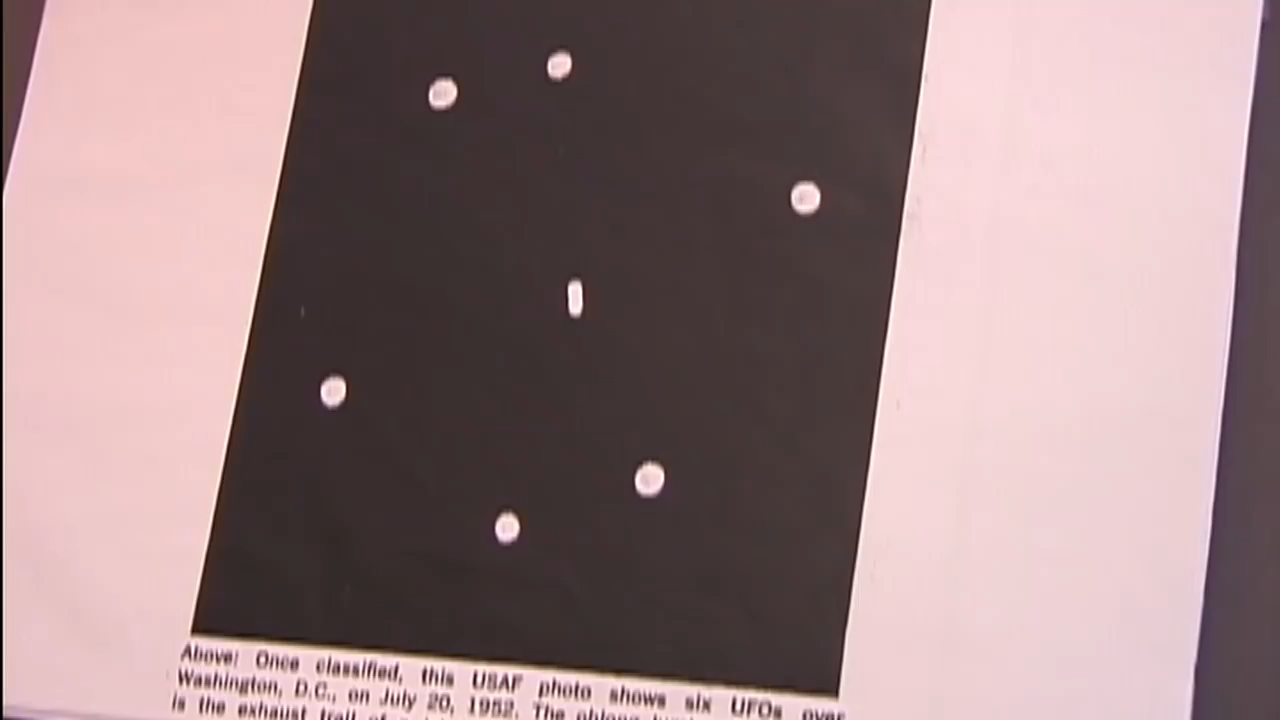 Above: Once classified, this USAF photo shows six UFOs over
Washington, D.C., on July 20, 1952. The oblong
is the exhaust trail of